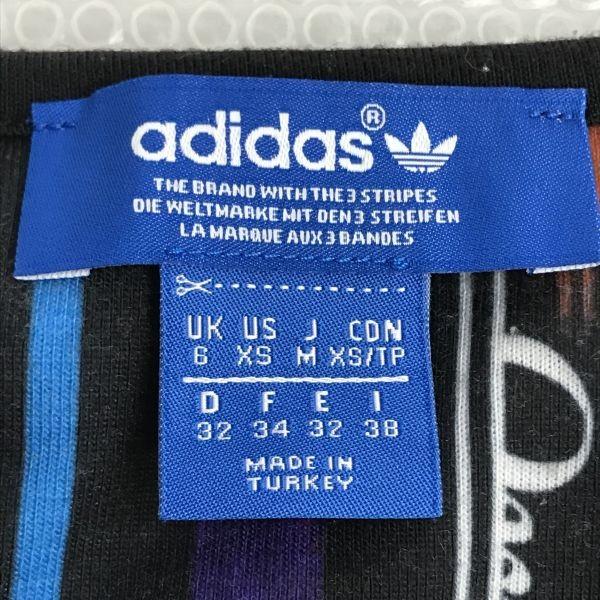 adidas®
THE BRAND WITH THE 3 STRIPES
DIE WELTMARKE MIT DEN 3 STREIFEN
LA MARQUE AUX 3 BANDES
UK US J CDN
6 XS M XS/TP
D F E I
32 34 32 38
MADE IN
TURKEY